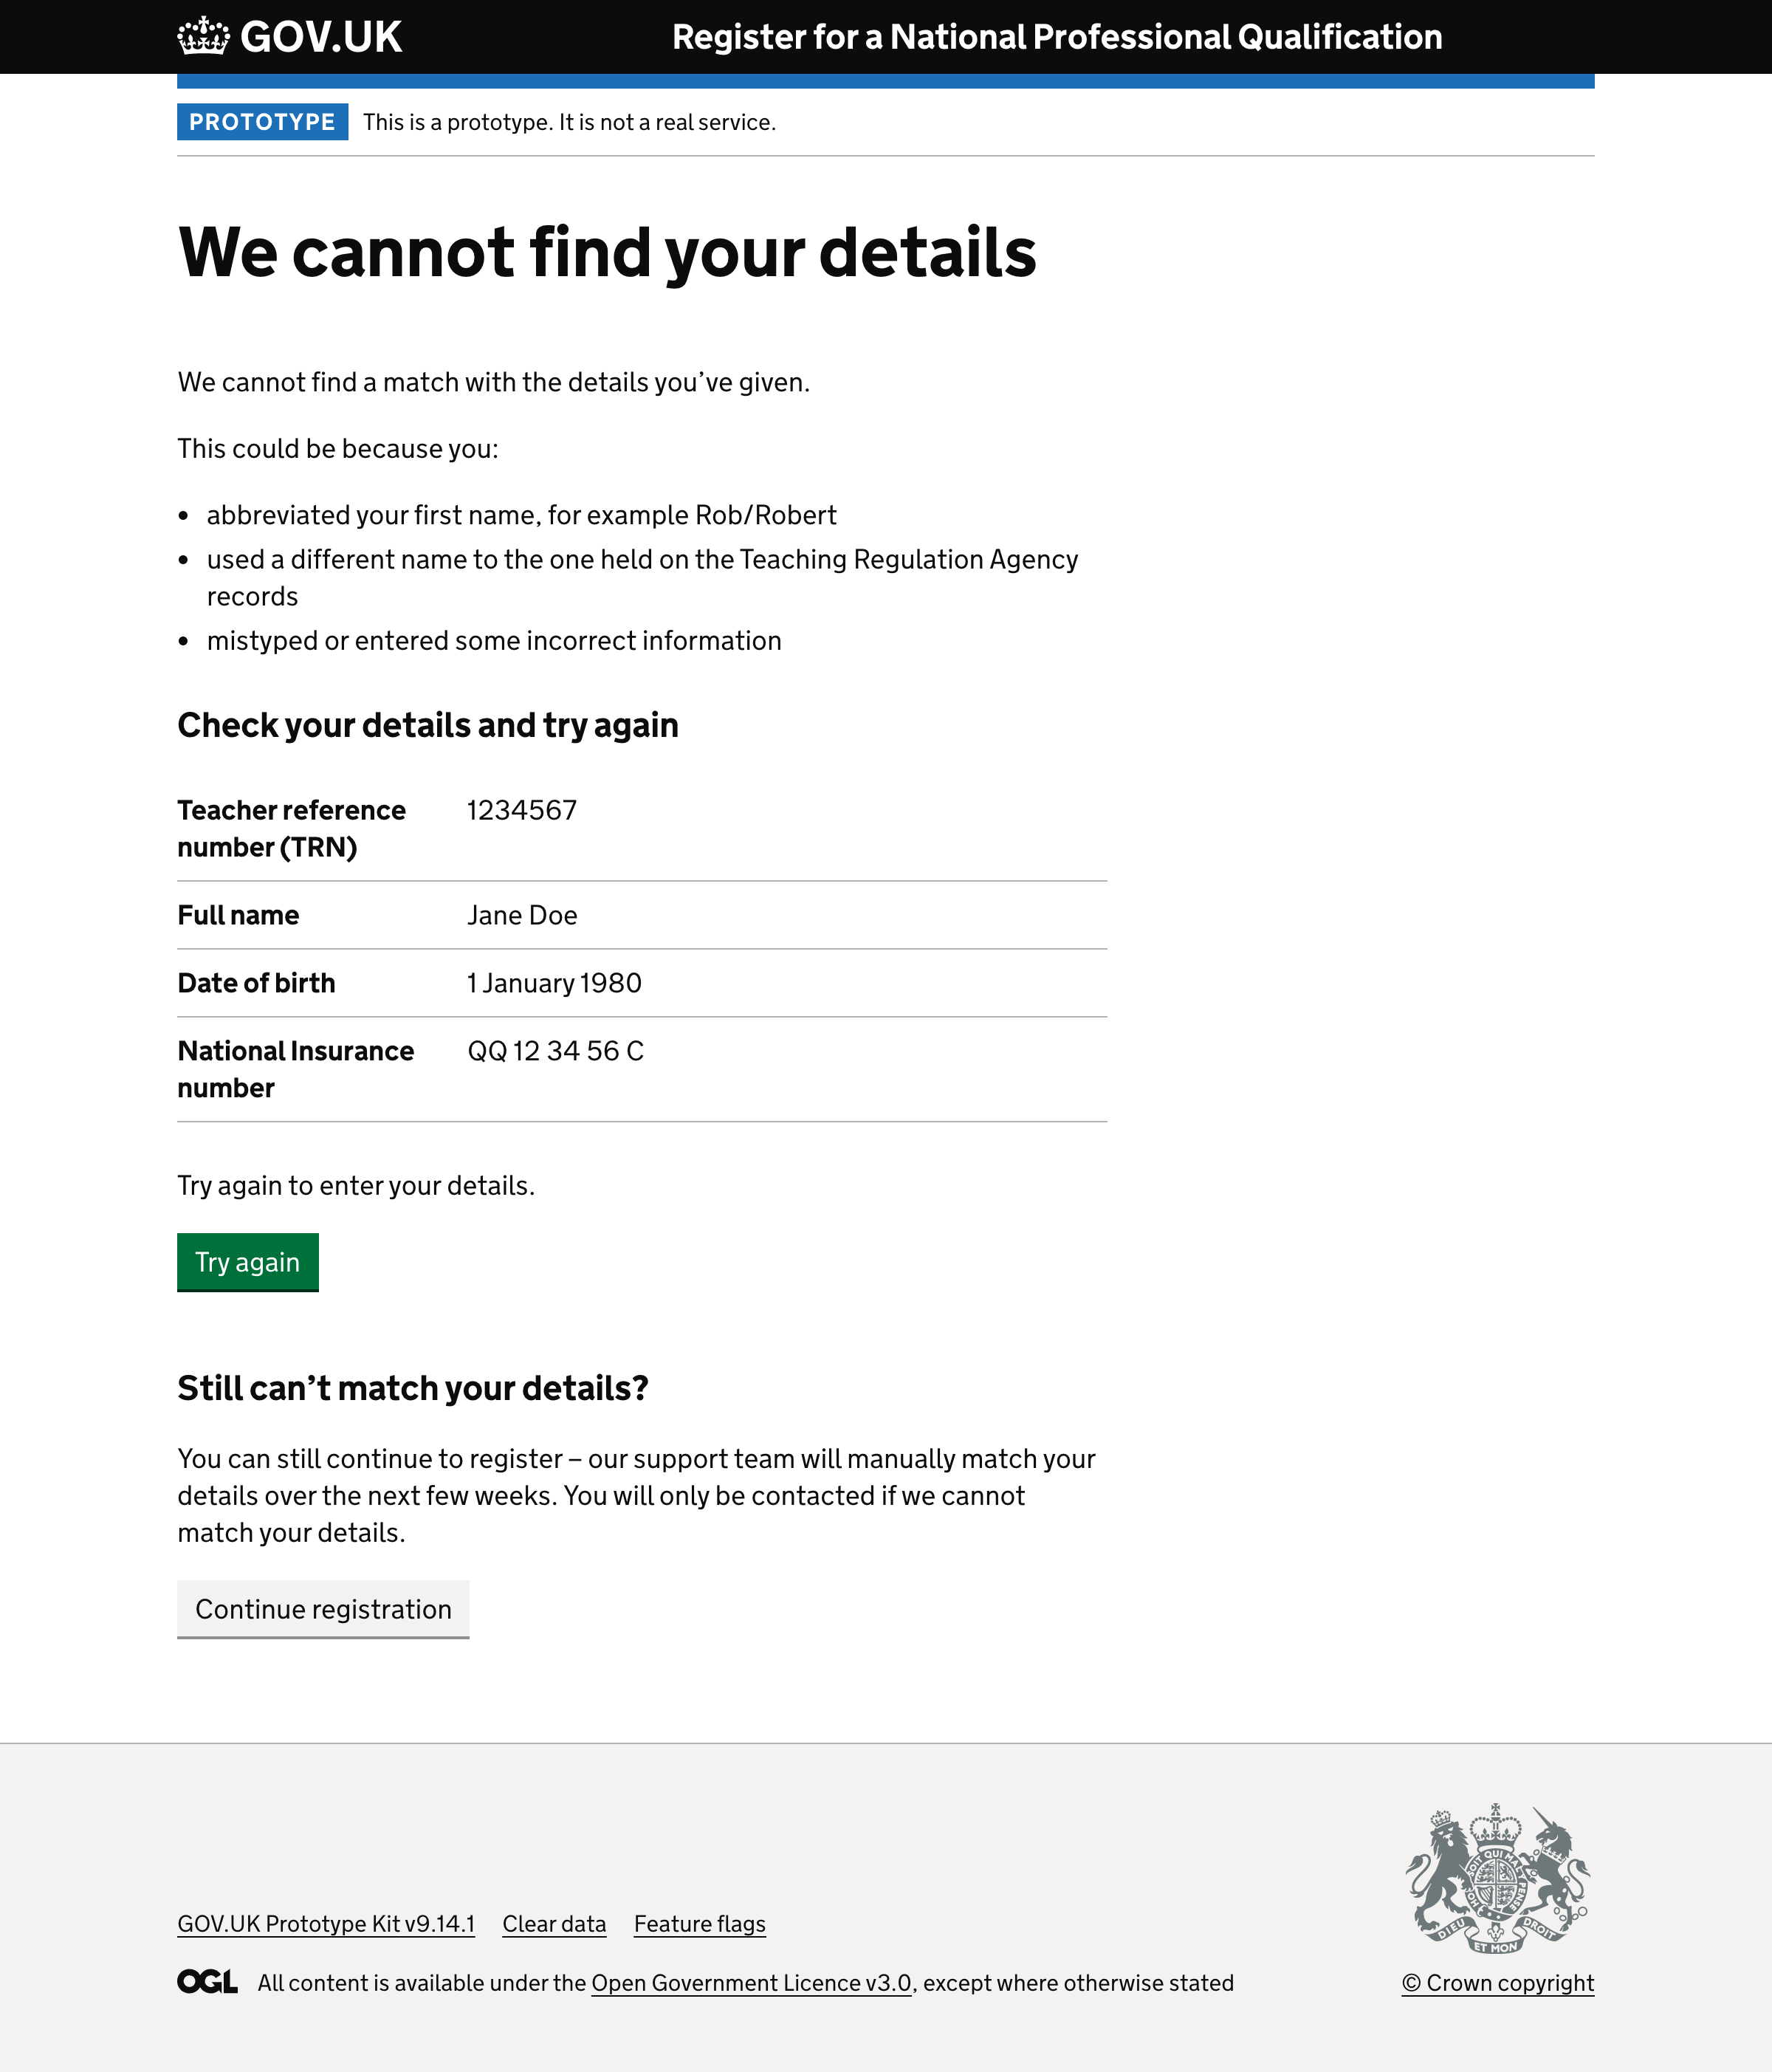 GOV.UK
Register for a National Professional Qualification
PROTOTYPE
This is a prototype. It is not a real service.
We cannot find your details
We cannot find a match with the details you’ve given.
This could be because you:
• abbreviated your first name, for example Rob/Robert
• used a different name to the one held on the Teaching Regulation Agency
records
• mistyped or entered some incorrect information
Check your details and try again
Teacher reference 1234567
number (TRN)
Full name Jane Doe
Date of birth 1 January 1980
National Insurance QQ 12 34 56 C
number
Try again to enter your details.
Try again
Still can’t match your details?
You can still continue to register – our support team will manually match your
details over the next few weeks. You will only be contacted if we cannot
match your details.
Continue registration
GOV.UK Prototype Kit v9.14.1 Clear data Feature flags
OGL All content is available under the Open Government Licence v3.0, except where otherwise stated
DIEU ET MON DROIT
© Crown copyright